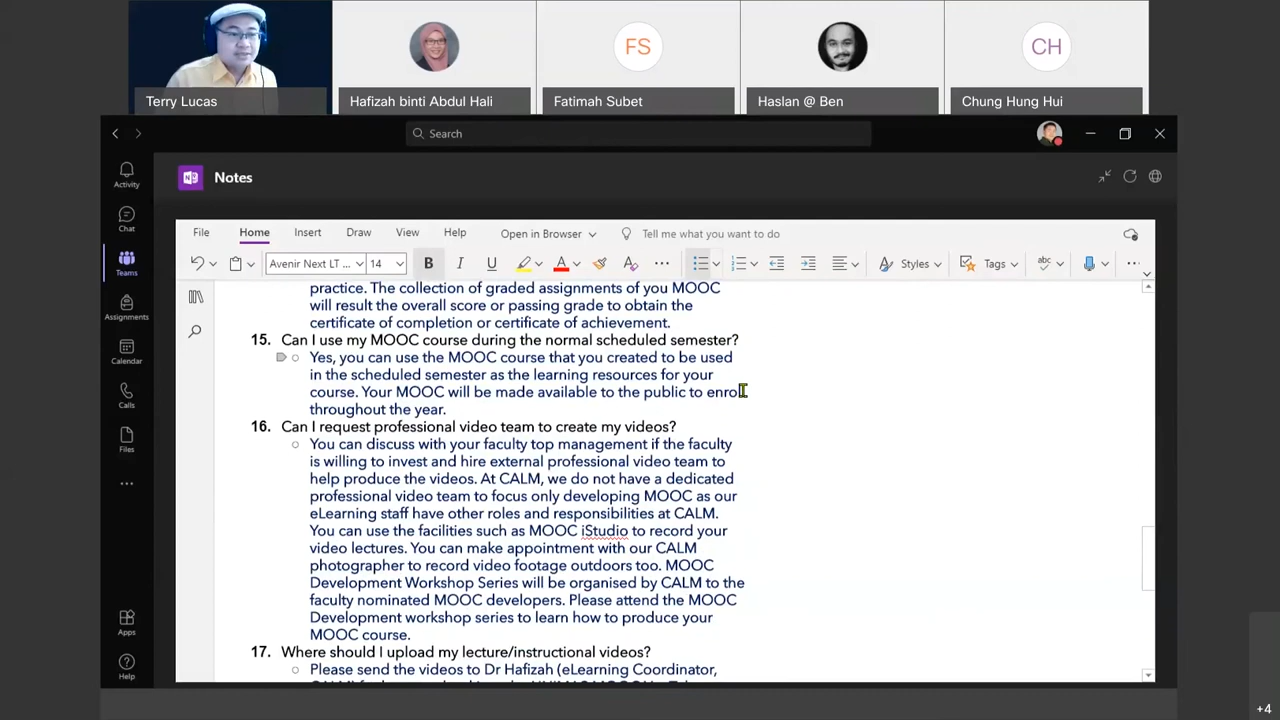 FS
CH
Terry Lucas
Hafizah binti Abdul Hali
Fatimah Subet
Haslan @ Ben
Chung Hung Hui
Search
Activity
Chat
Teams
Assignments
Calendar
Calls
Files
Apps
Help
Notes
File Home Insert Draw View Help Open in Browser Tell me what you want to do
Avenir Next LT ... 14 B I U A Styles Tags
practice. The collection of graded assignments of you MOOC
will result the overall score or passing grade to obtain the
certificate of completion or certificate of achievement.
15. Can I use my MOOC course during the normal scheduled semester?
Yes, you can use the MOOC course that you created to be used
in the scheduled semester as the learning resources for your
course. Your MOOC will be made available to the public to enrol
throughout the year.
16. Can I request professional video team to create my videos?
You can discuss with your faculty top management if the faculty
is willing to invest and hire external professional video team to
help produce the videos. At CALM, we do not have a dedicated
professional video team to focus only developing MOOC as our
eLearning staff have other roles and responsibilities at CALM.
You can use the facilities such as MOOC iStudio to record your
video lectures. You can make appointment with our CALM
photographer to record video footage outdoors too. MOOC
Development Workshop Series will be organised by CALM to the
faculty nominated MOOC developers. Please attend the MOOC
Development workshop series to learn how to produce your
MOOC course.
17. Where should I upload my lecture/instructional videos?
Please send the videos to Dr Hafizah (eLearning Coordinator,
+4